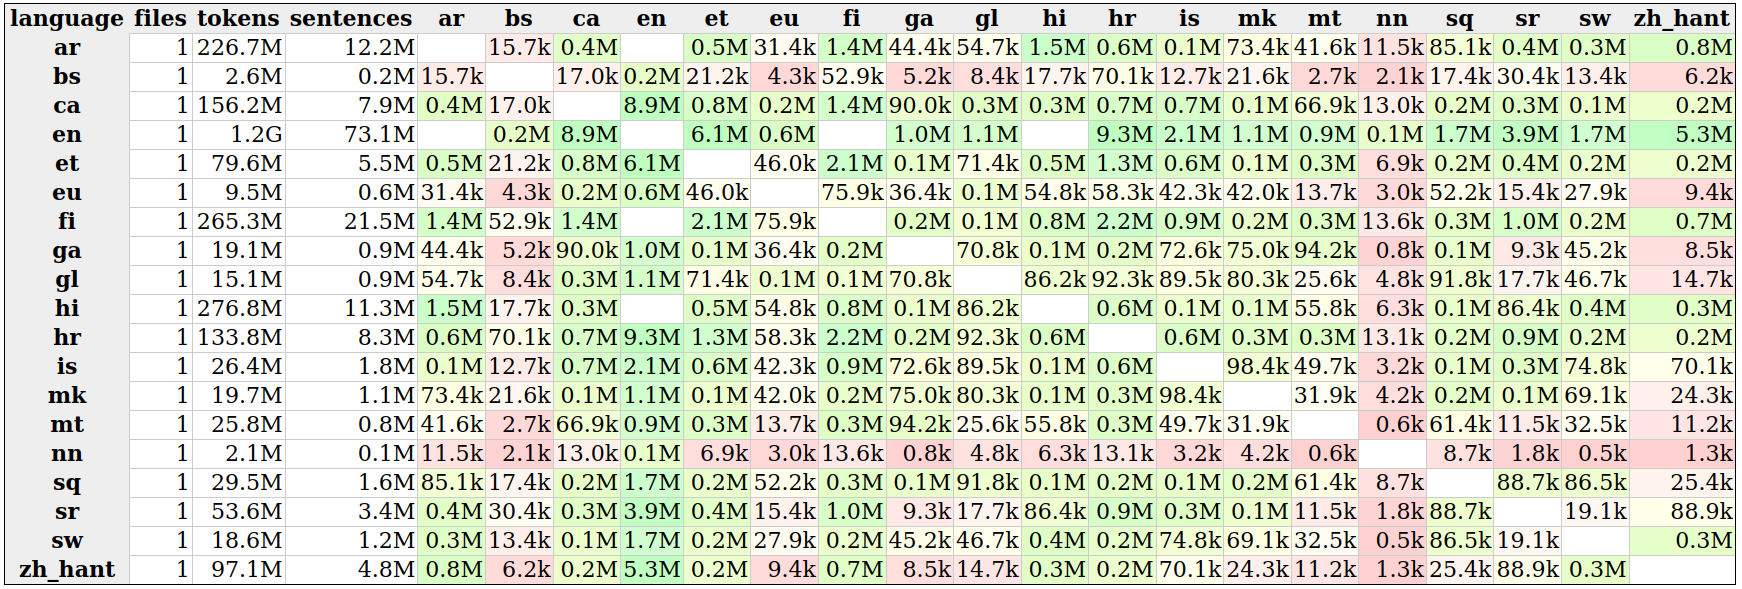 language files tokens sentences ar bs ca en et eu fi ga gl hi hr is mk mt nn sq sr sw zh_hant
ar 1 226.7M 12.2M 15.7k 0.4M 0.5M 31.4k 1.4M 44.4k 54.7k 1.5M 0.6M 0.1M 73.4k 41.6k 11.5k 85.1k 0.4M 0.3M 0.8M
bs 1 2.6M 0.2M 15.7k 17.0k 0.2M 21.2k 4.3k 52.9k 5.2k 8.4k 17.7k 70.1k 12.7k 21.6k 2.7k 2.1k 17.4k 30.4k 13.4k 6.2k
ca 1 156.2M 7.9M 0.4M 17.0k 8.9M 0.8M 0.2M 1.4M 90.0k 0.3M 0.3M 0.7M 0.7M 0.1M 66.9k 13.0k 0.2M 0.3M 0.1M 0.2M
en 1 1.2G 73.1M 0.2M 8.9M 6.1M 0.6M 1.0M 1.1M 9.3M 2.1M 1.1M 0.9M 0.1M 1.7M 3.9M 1.7M 5.3M
et 1 79.6M 5.5M 0.5M 21.2k 0.8M 6.1M 46.0k 2.1M 0.1M 71.4k 0.5M 1.3M 0.6M 0.1M 0.3M 6.9k 0.2M 0.4M 0.2M 0.2M
eu 1 9.5M 0.6M 31.4k 4.3k 0.2M 0.6M 46.0k 75.9k 36.4k 0.1M 54.8k 58.3k 42.3k 42.0k 13.7k 3.0k 52.2k 15.4k 27.9k 9.4k
fi 1 265.3M 21.5M 1.4M 52.9k 1.4M 2.1M 75.9k 0.2M 0.1M 0.8M 2.2M 0.9M 0.2M 0.3M 13.6k 0.3M 1.0M 0.2M 0.7M
ga 1 19.1M 0.9M 44.4k 5.2k 90.0k 1.0M 0.1M 36.4k 0.2M 70.8k 0.1M 0.2M 72.6k 75.0k 94.2k 0.8k 0.1M 9.3k 45.2k 8.5k
gl 1 15.1M 0.9M 54.7k 8.4k 0.3M 1.1M 71.4k 0.1M 0.1M 70.8k 86.2k 92.3k 89.5k 80.3k 25.6k 4.8k 91.8k 17.7k 46.7k 14.7k
hi 1 276.8M 11.3M 1.5M 17.7k 0.3M 0.5M 54.8k 0.8M 0.1M 86.2k 0.6M 0.1M 0.1M 55.8k 6.3k 0.1M 86.4k 0.4M 0.3M
hr 1 133.8M 8.3M 0.6M 70.1k 0.7M 9.3M 1.3M 58.3k 2.2M 0.2M 92.3k 0.6M 0.6M 0.3M 0.3M 13.1k 0.2M 0.9M 0.2M 0.2M
is 1 26.4M 1.8M 0.1M 12.7k 0.7M 2.1M 0.6M 42.3k 0.9M 72.6k 89.5k 0.1M 0.6M 98.4k 49.7k 3.2k 0.1M 0.3M 74.8k 70.1k
mk 1 19.7M 1.1M 73.4k 21.6k 0.1M 1.1M 0.1M 42.0k 0.2M 75.0k 80.3k 0.1M 0.3M 98.4k 31.9k 4.2k 0.2M 0.1M 69.1k 24.3k
mt 1 25.8M 0.8M 41.6k 2.7k 66.9k 0.9M 0.3M 13.7k 0.3M 94.2k 25.6k 55.8k 0.3M 49.7k 31.9k 0.6k 61.4k 11.5k 32.5k 11.2k
nn 1 2.1M 0.1M 11.5k 2.1k 13.0k 0.1M 6.9k 3.0k 13.6k 0.8k 4.8k 6.3k 13.1k 3.2k 4.2k 0.6k 8.7k 1.8k 0.5k 1.3k
sq 1 29.5M 1.6M 85.1k 17.4k 0.2M 1.7M 0.2M 52.2k 0.3M 0.1M 91.8k 0.1M 0.2M 0.1M 0.2M 61.4k 8.7k 88.7k 86.5k 25.4k
sr 1 53.6M 3.4M 0.4M 30.4k 0.3M 3.9M 0.4M 15.4k 1.0M 9.3k 17.7k 86.4k 0.9M 0.3M 0.1M 11.5k 1.8k 88.7k 19.1k 88.9k
sw 1 18.6M 1.2M 0.3M 13.4k 0.1M 1.7M 0.2M 27.9k 0.2M 45.2k 46.7k 0.4M 0.2M 74.8k 69.1k 32.5k 0.5k 86.5k 19.1k 0.3M
zh_hant 1 97.1M 4.8M 0.8M 6.2k 0.2M 5.3M 0.2M 9.4k 0.7M 8.5k 14.7k 0.3M 0.2M 70.1k 24.3k 11.2k 1.3k 25.4k 88.9k 0.3M